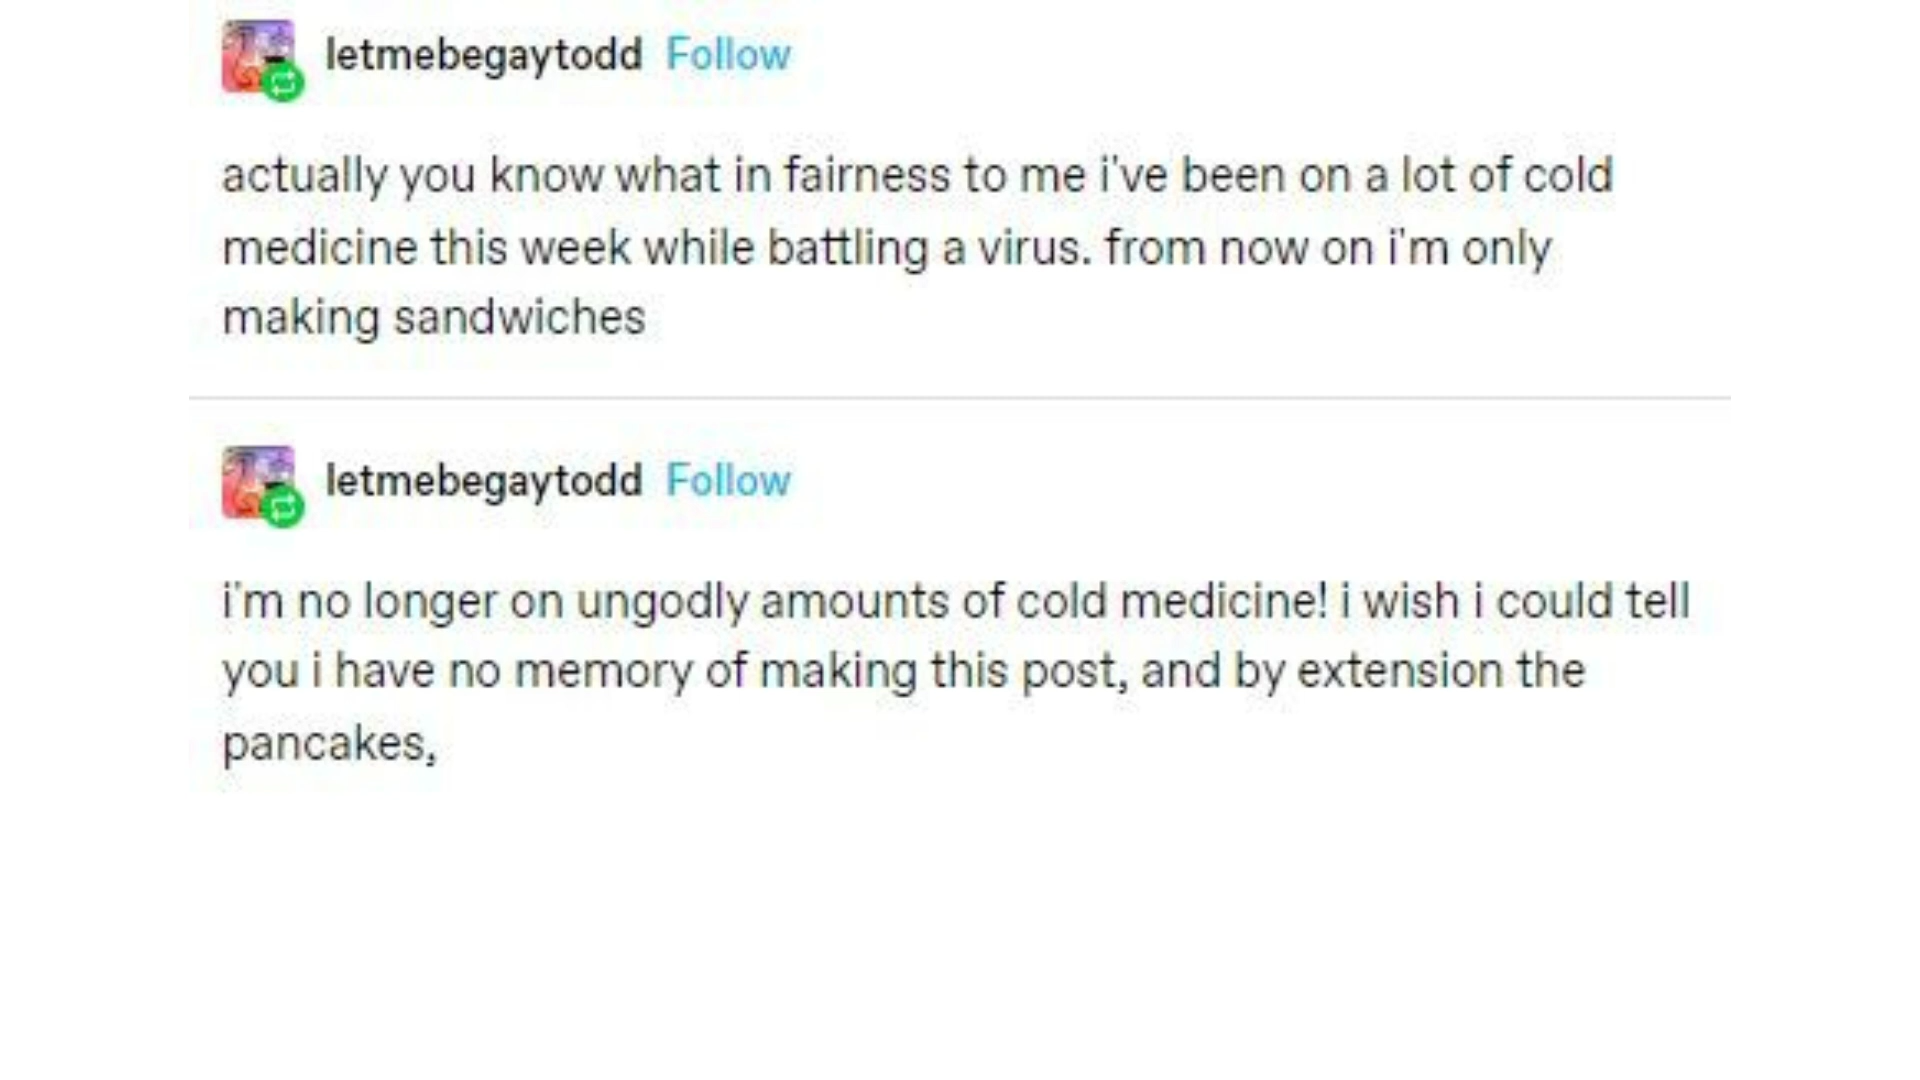 letmebegaytodd Follow
actually you know what in fairness to me i've been on a lot of cold
medicine this week while battling a virus. from now on i'm only
making sandwiches
letmebegaytodd Follow
i'm no longer on ungodly amounts of cold medicine! i wish i could tell
you i have no memory of making this post, and by extension the
pancakes,